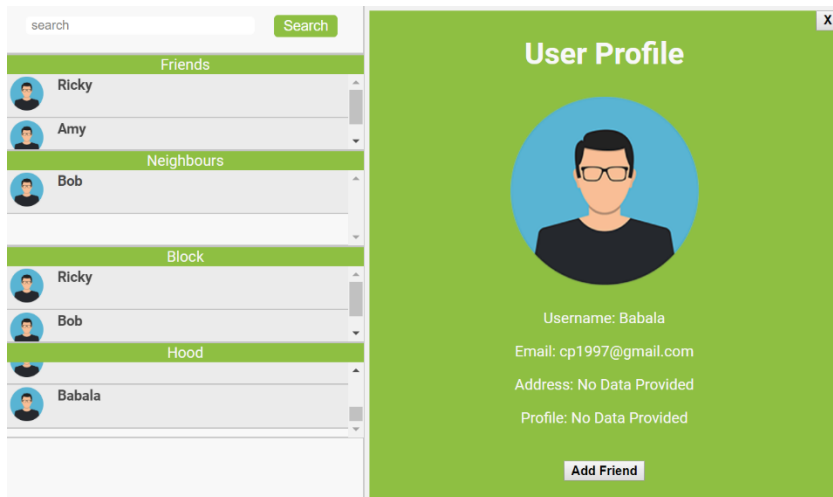 search
Search
Friends
Ricky
Amy
Neighbours
Bob
Block
Ricky
Bob
Hood
Babala
X
User Profile
Username: Babala
Email: cp1997@gmail.com
Address: No Data Provided
Profile: No Data Provided
Add Friend